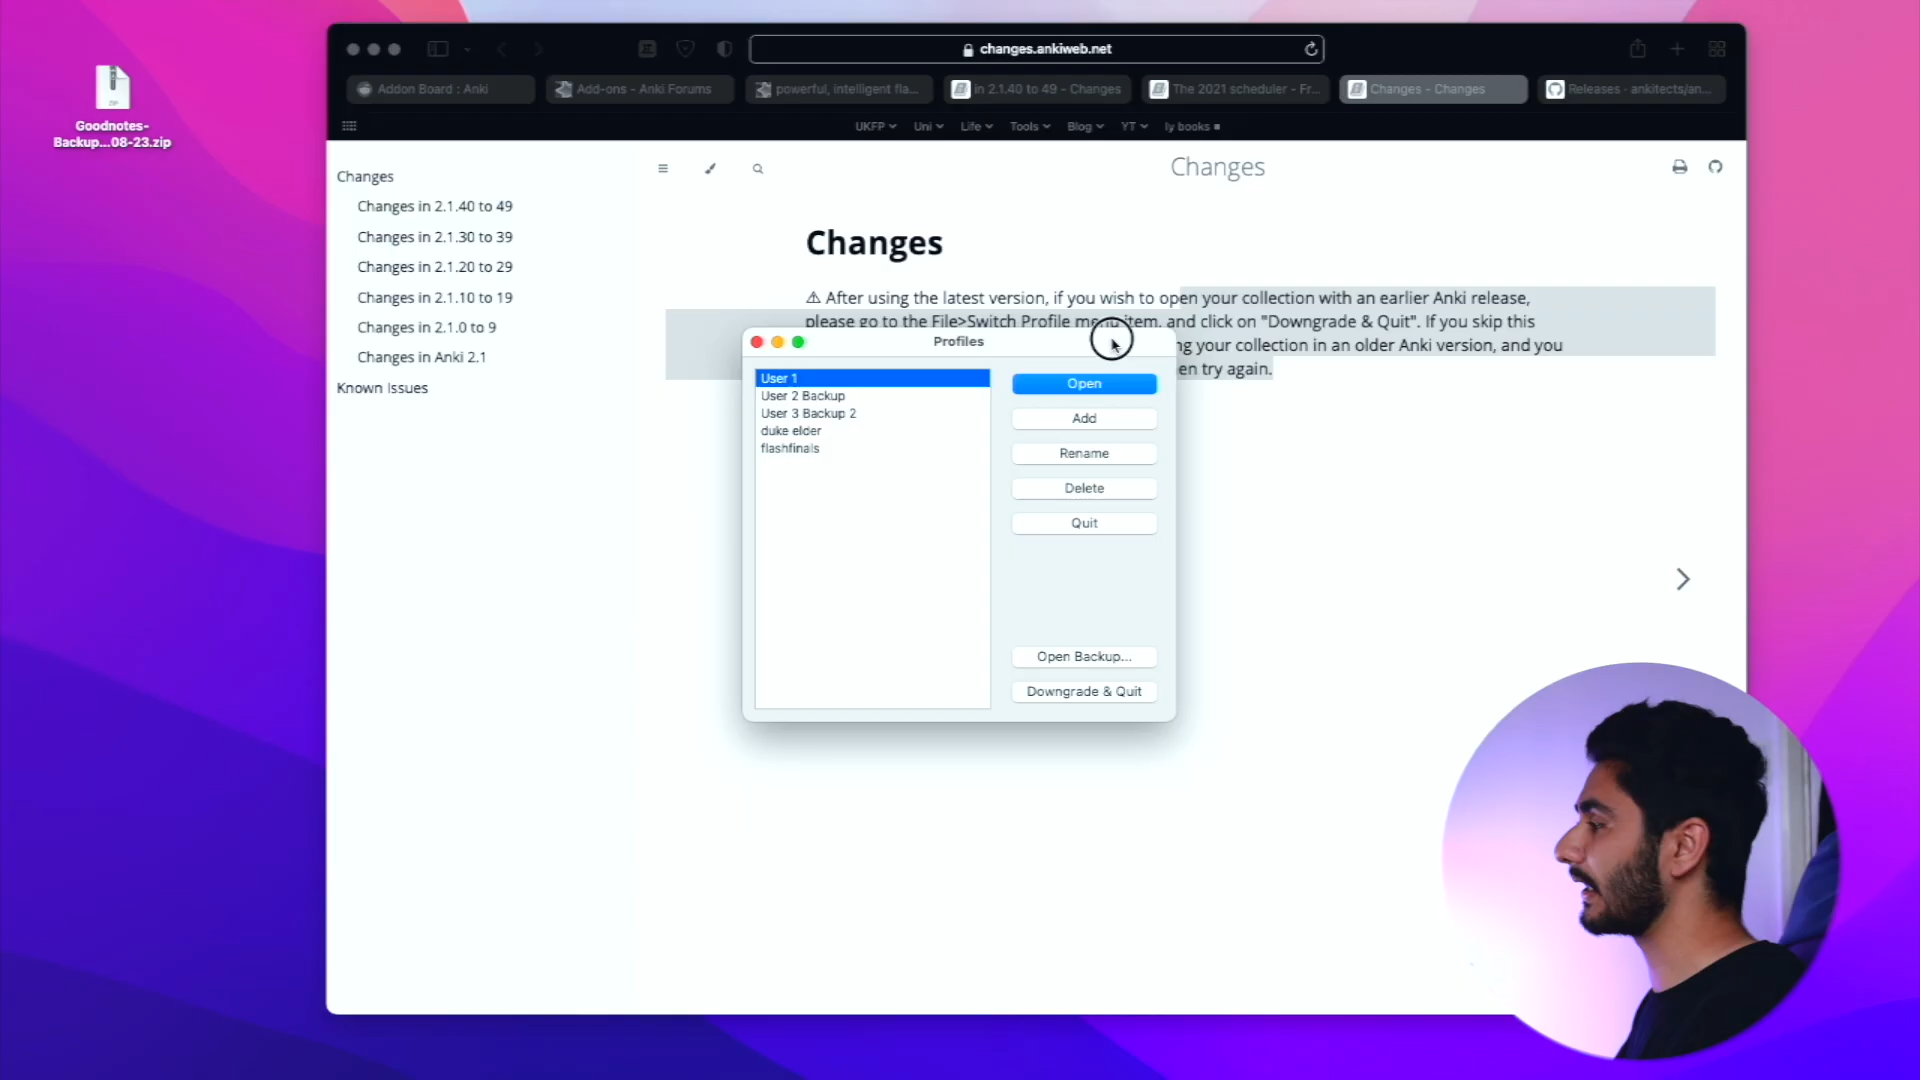 changes.ankiweb.net
Addon Board : Anki
Add-ons - Anki Forums
powerful, intelligent fla...
in 2.1.40 to 49 - Changes
The 2021 scheduler - Fr...
Changes - Changes
Releases · ankitects/an...
UKFP
Uni
Life
Tools
Blog
YT
ly books
ZIP
Goodnotes-
Backup...08-23.zip
Changes
Changes in 2.1.40 to 49
Changes in 2.1.30 to 39
Changes in 2.1.20 to 29
Changes in 2.1.10 to 19
Changes in 2.1.0 to 9
Changes in Anki 2.1
Known Issues
Changes
Changes
⚠ After using the latest version, if you wish to open your collection with an earlier Anki release,
please go to the File>Switch Profile menu item, and click on "Downgrade & Quit". If you skip this
your collection in an older Anki version, and you
try again.
Profiles
User 1
User 2 Backup
User 3 Backup 2
duke elder
flashfinals
Open
Add
Rename
Delete
Quit
Open Backup...
Downgrade & Quit